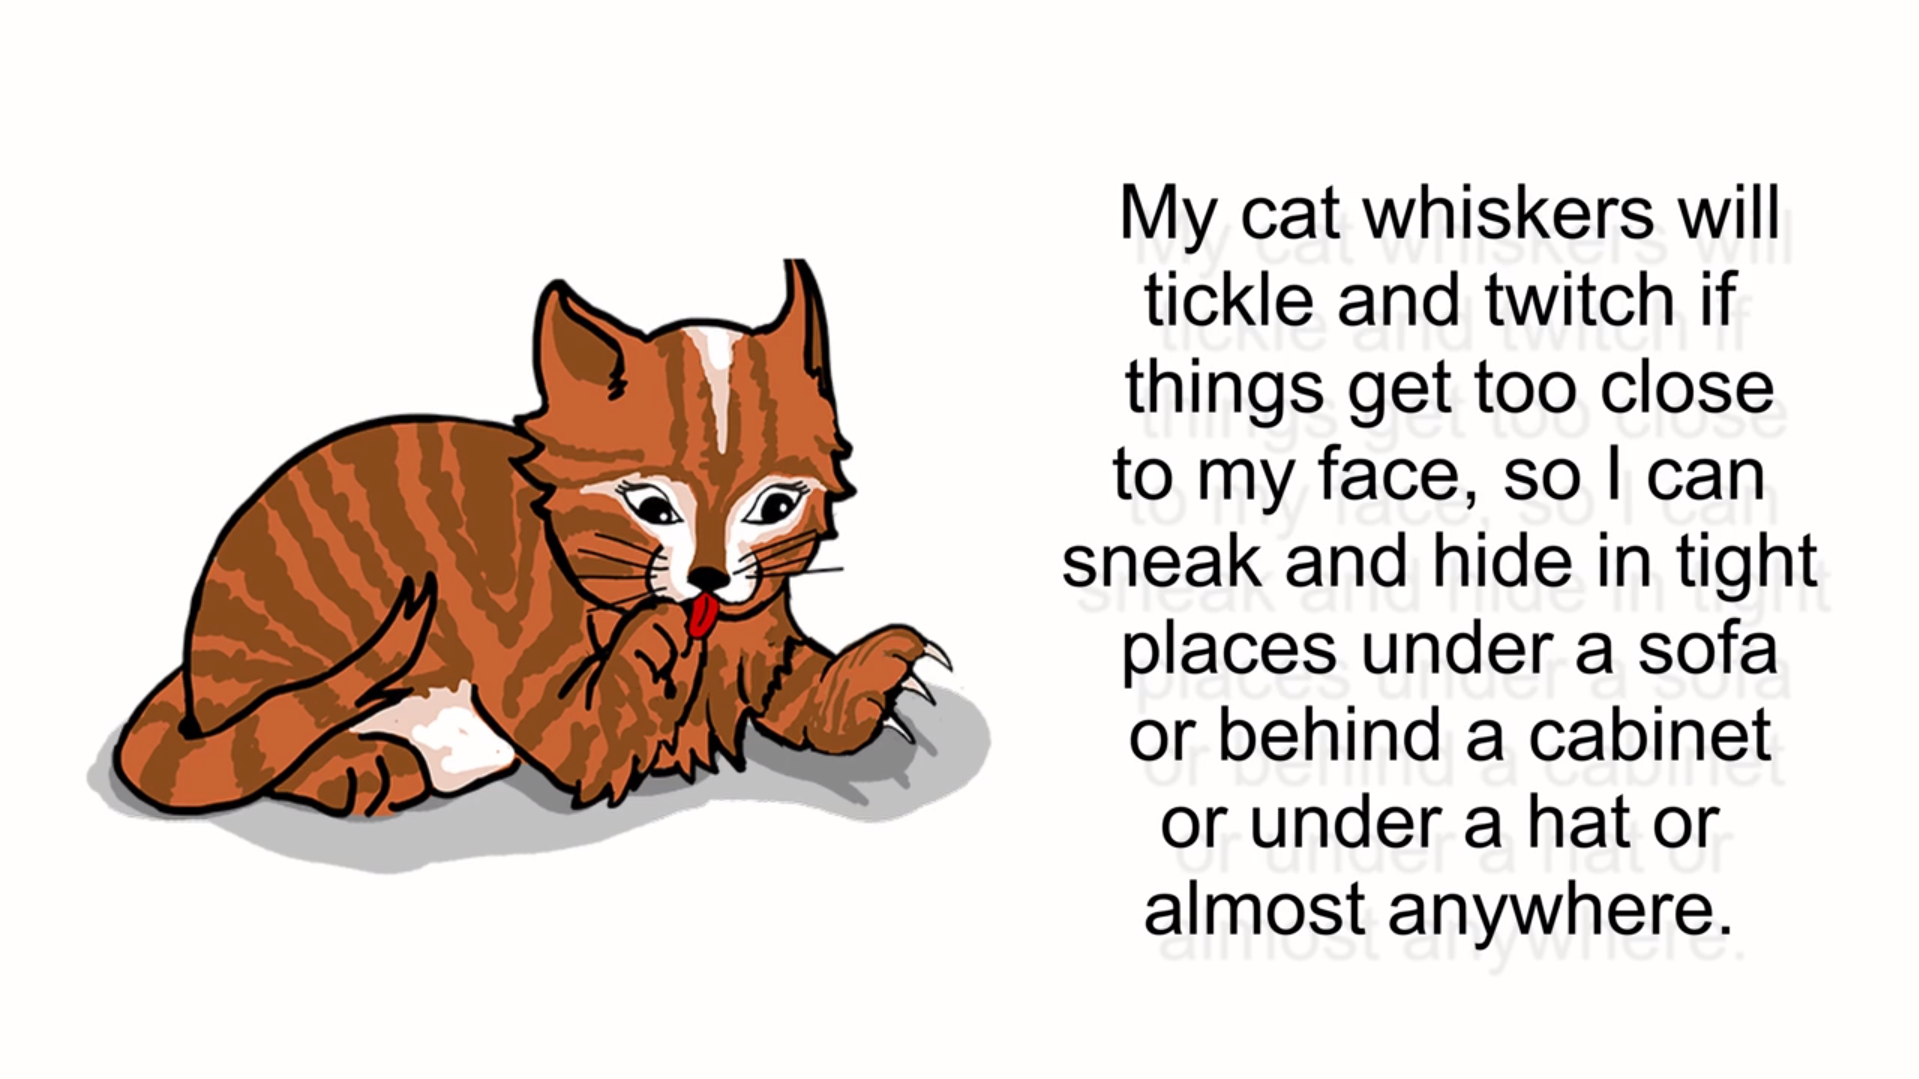 My cat whiskers will
tickle and twitch if
things get too close
to my face, so I can
sneak and hide in tight
places under a sofa
or behind a cabinet
or under a hat or
almost anywhere.